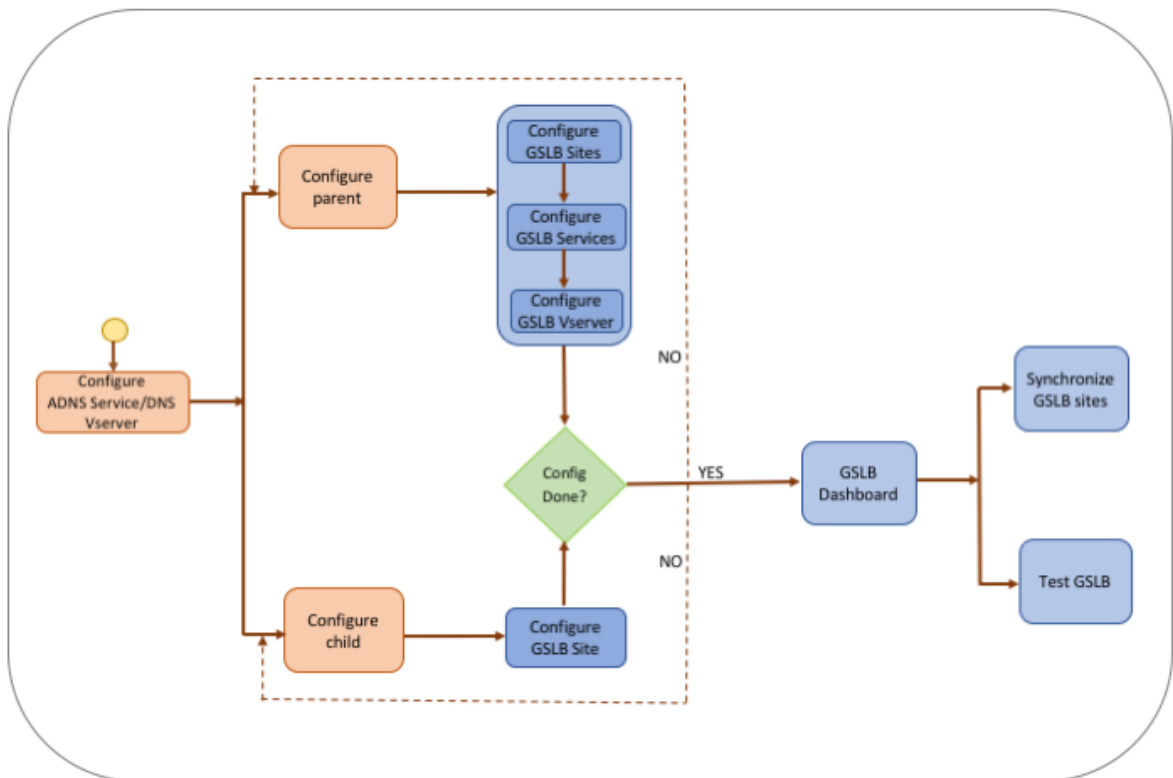 Configure
ADNS Service/DNS
Vserver
Configure
parent
Configure
GSLB Sites
Configure
GSLB Services
Configure
GSLB Vserver
NO
Config
Done?
YES
NO
Configure
child
Configure
GSLB Site
GSLB
Dashboard
Synchronize
GSLB sites
Test GSLB